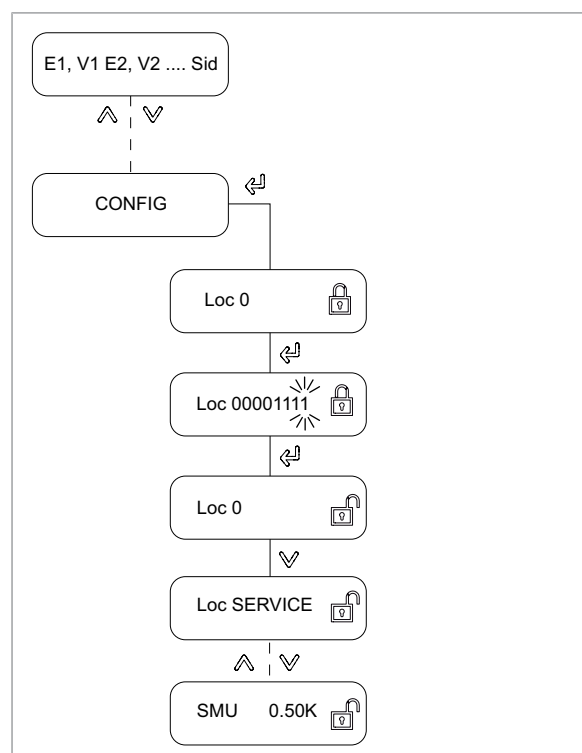 E1, V1 E2, V2 .... Sid
CONFIG
Loc 0
Loc 00001111
Loc 0
Loc SERVICE
SMU 0.50K